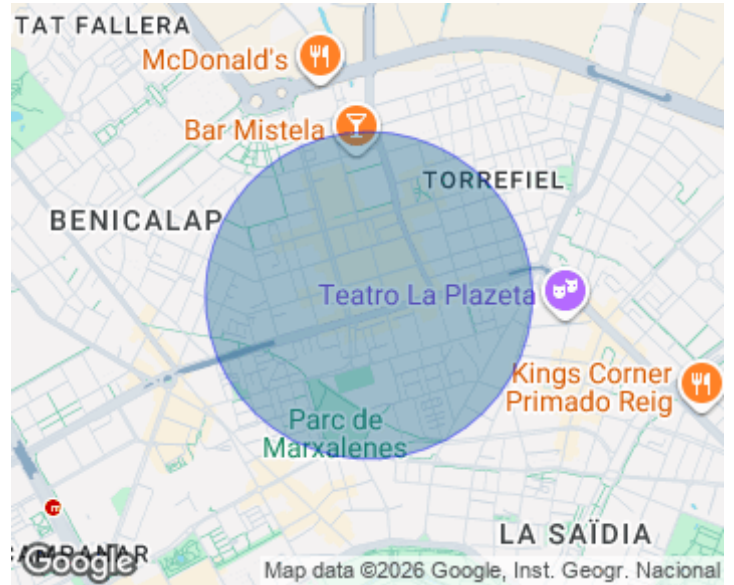 TAT FALLERA
McDonald's
Bar Mistela
TORREFIEL
BENICALAP
Teatro La Plazeta
Kings Corner
Primado Reig
Parc de
Marxalenes
LA SAÏDIA
CAMPANAR
Google
Map data ©2026 Google, Inst. Geogr. Nacional